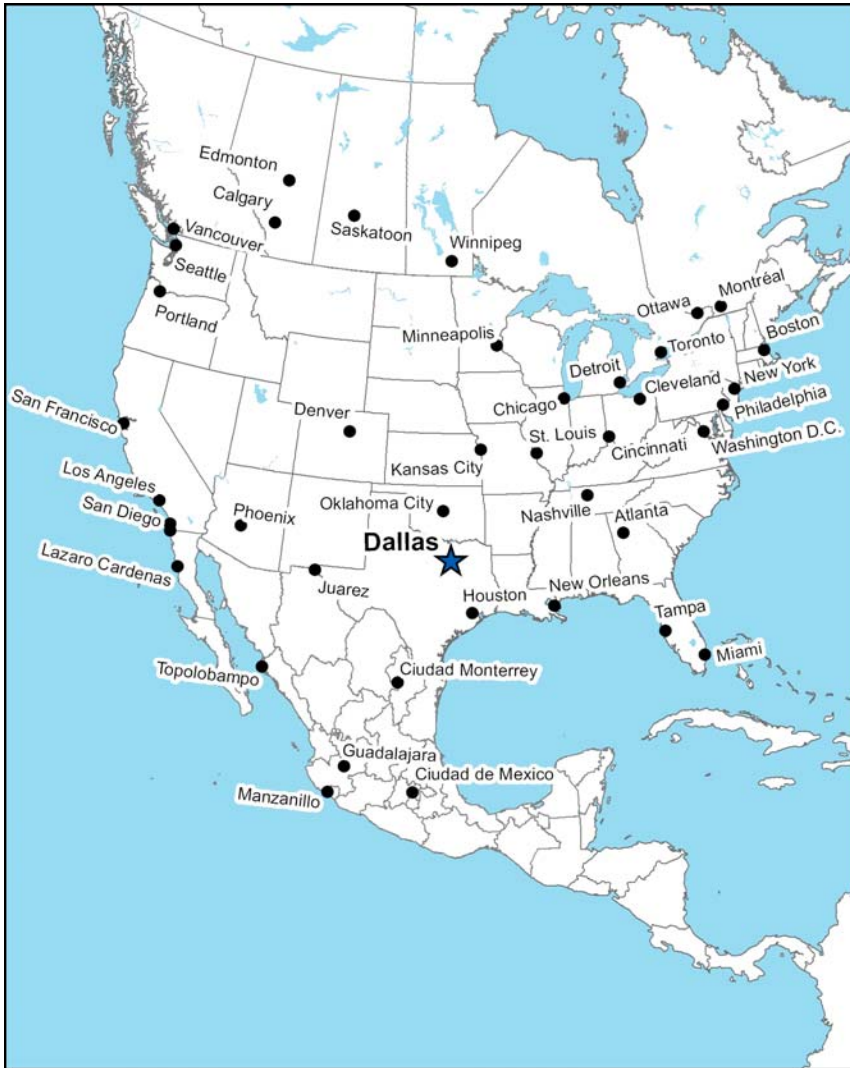 Edmonton
Calgary
Saskatoon
Vancouver
Winnipeg
Seattle
Portland
Montréal
Ottawa
Minneapolis
Toronto
Boston
Detroit
New York
Cleveland
Chicago
Philadelphia
San Francisco
Denver
St. Louis
Washington D.C.
Cincinnati
Kansas City
Los Angeles
Oklahoma City
San Diego
Phoenix
Nashville
Atlanta
Dallas
Lazaro Cardenas
Juarez
Houston
New Orleans
Tampa
Miami
Topolobampo
Ciudad Monterrey
Guadalajara
Ciudad de Mexico
Manzanillo